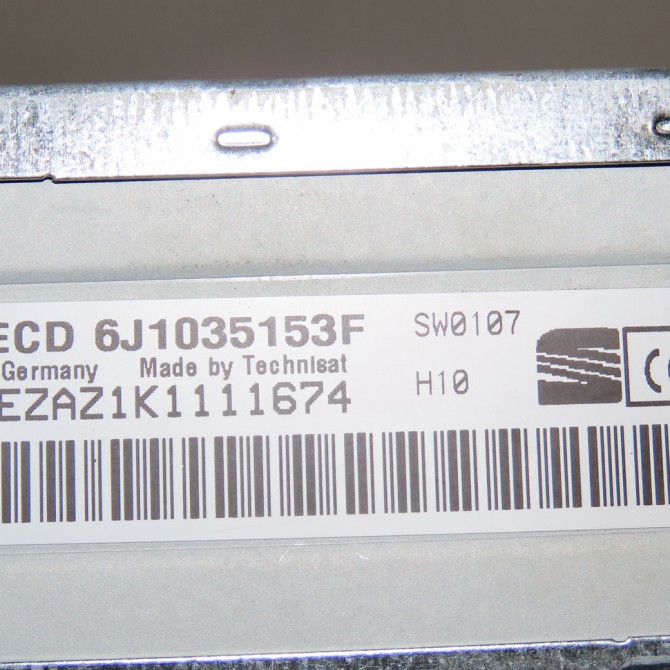 ECD 6J1035153F SW0107
Germany Made by Technisat
EZAZ1K1111674 H10